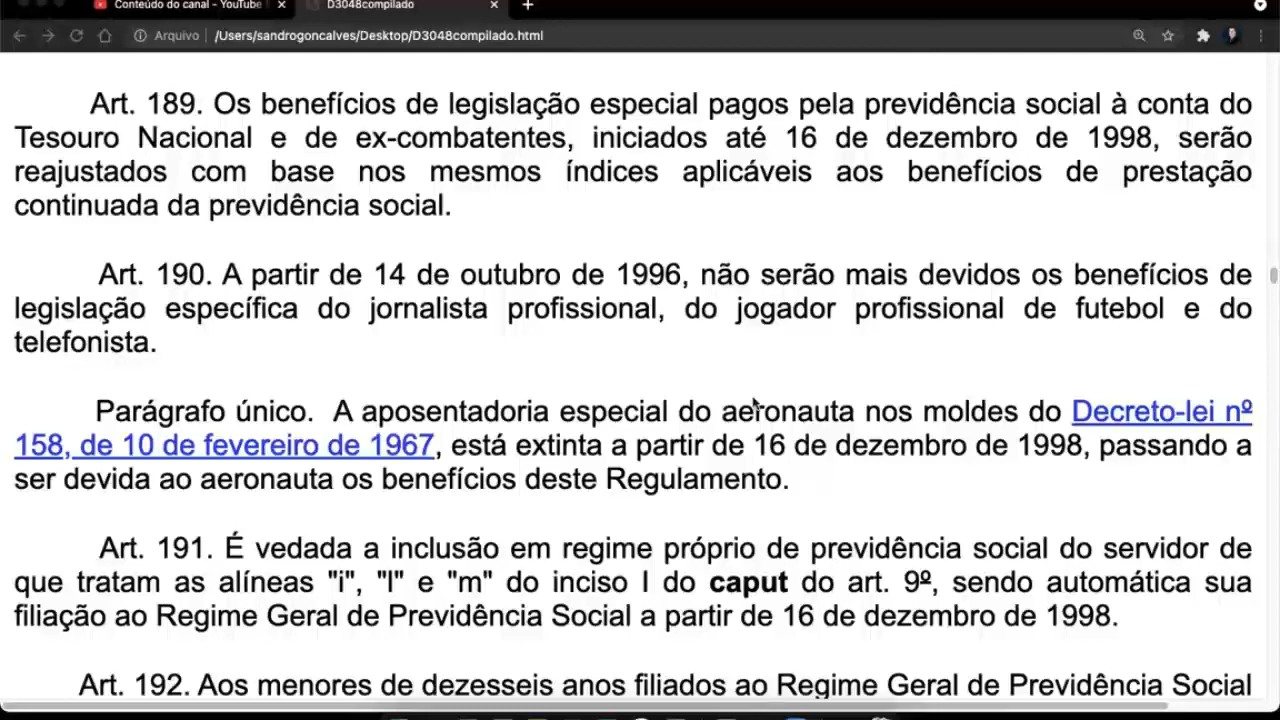 Conteúdo do canal - YouTube
D3048compilado
Arquivo
/Users/sandrogoncalves/Desktop/D3048compilado.html
Art. 189. Os benefícios de legislação especial pagos pela previdência social à conta do
Tesouro Nacional e de ex-combatentes, iniciados até 16 de dezembro de 1998, serão
reajustados com base nos mesmos índices aplicáveis aos benefícios de prestação
continuada da previdência social.
Art. 190. A partir de 14 de outubro de 1996, não serão mais devidos os benefícios de
legislação específica do jornalista profissional, do jogador profissional de futebol e do
telefonista.
Parágrafo único. A aposentadoria especial do aeronauta nos moldes do Decreto-lei nº
158, de 10 de fevereiro de 1967, está extinta a partir de 16 de dezembro de 1998, passando a
ser devida ao aeronauta os benefícios deste Regulamento.
Art. 191. É vedada a inclusão em regime próprio de previdência social do servidor de
que tratam as alíneas "i", "l" e "m" do inciso I do caput do art. 9º, sendo automática sua
filiação ao Regime Geral de Previdência Social a partir de 16 de dezembro de 1998.
Art. 192. Aos menores de dezesseis anos filiados ao Regime Geral de Previdência Social